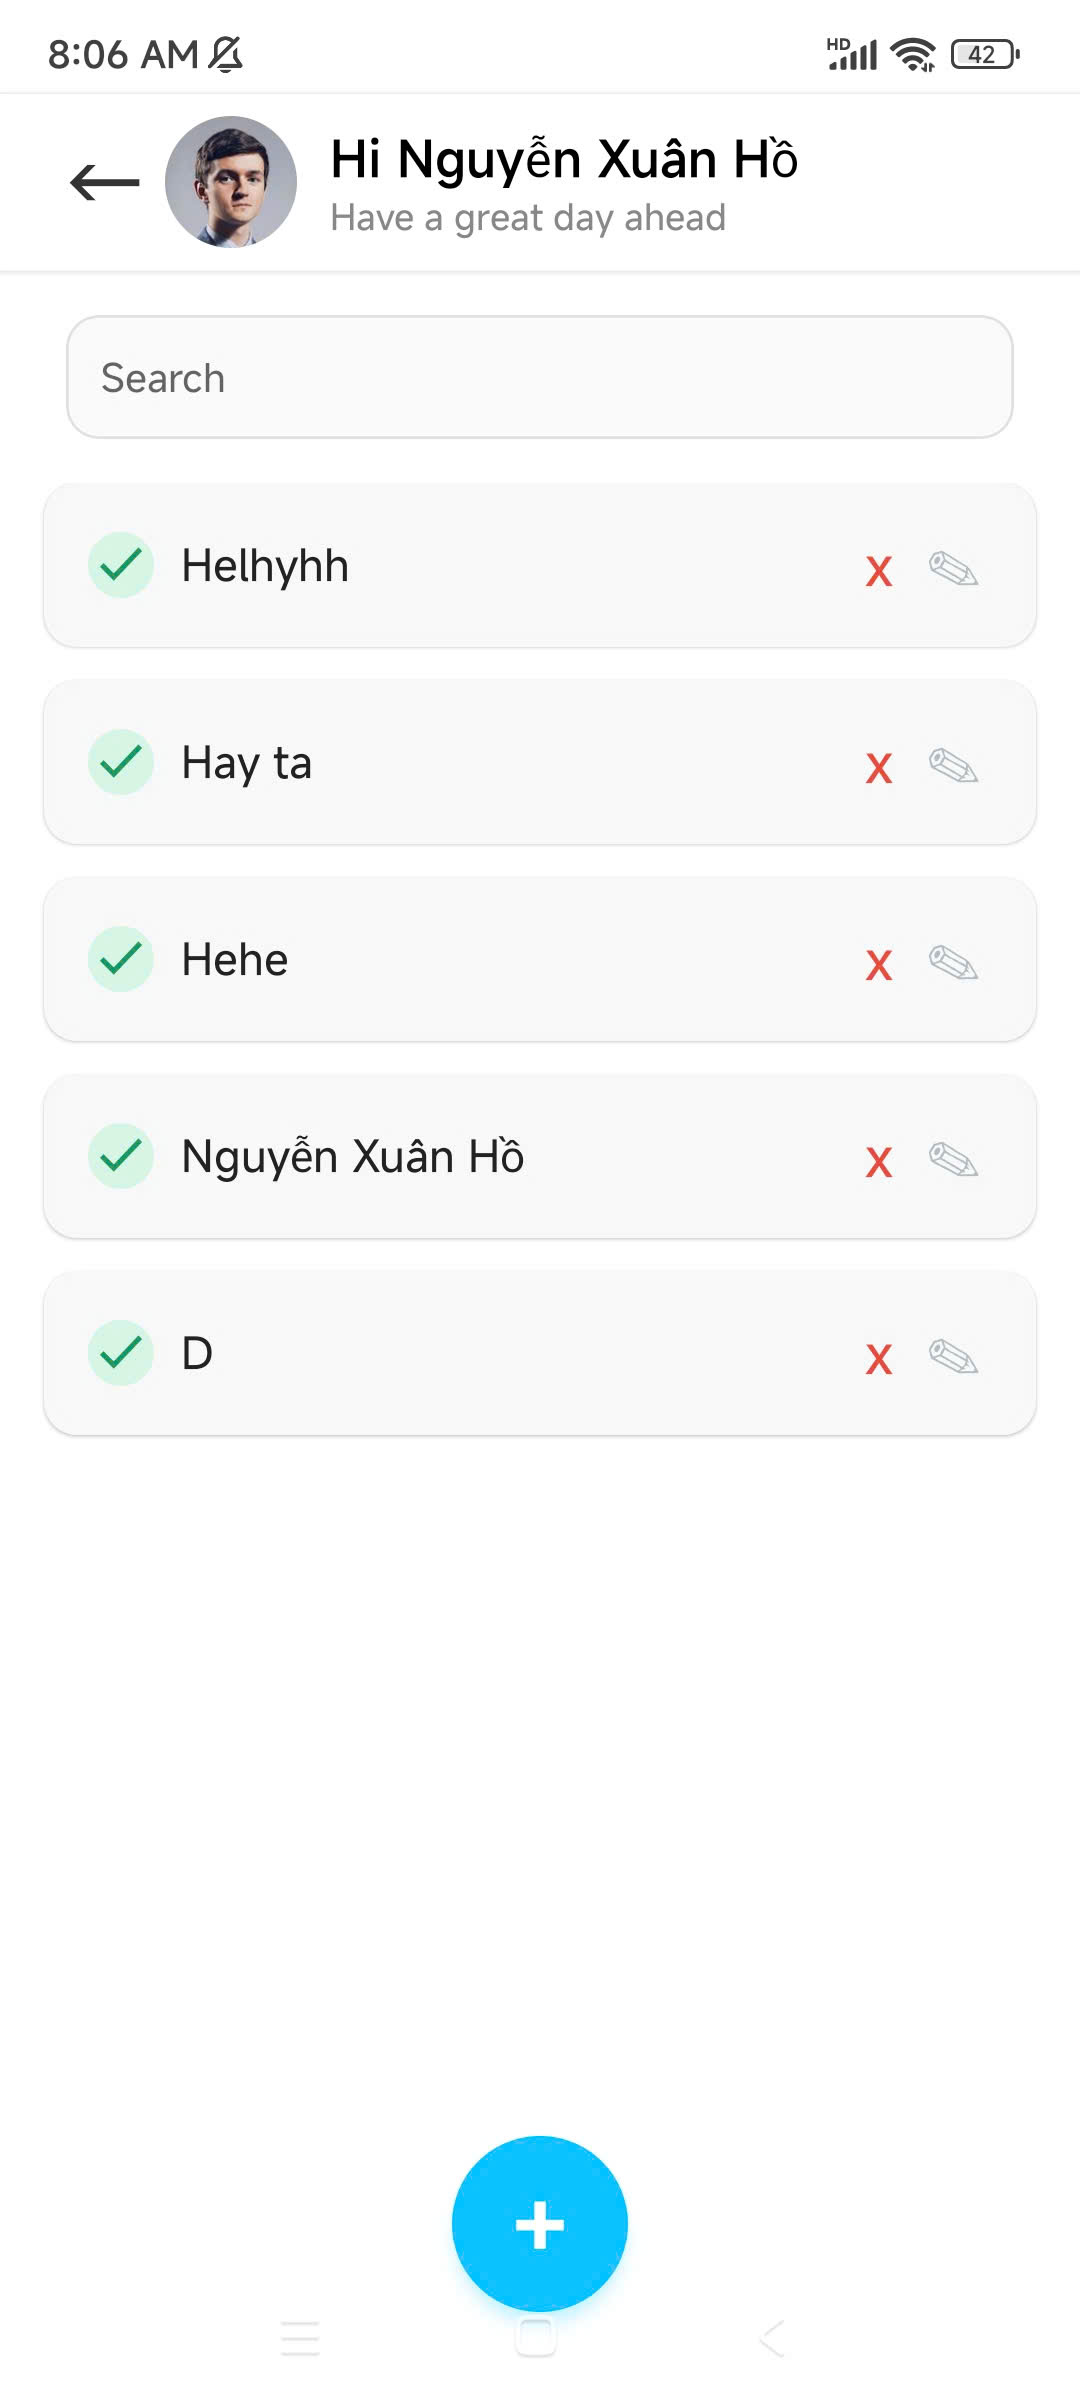 8:06 AM
HD
42
Hi Nguyễn Xuân Hồ
Have a great day ahead
Search
Helhyhh
x
Hay ta
x
Hehe
x
Nguyễn Xuân Hồ
x
D
x
+